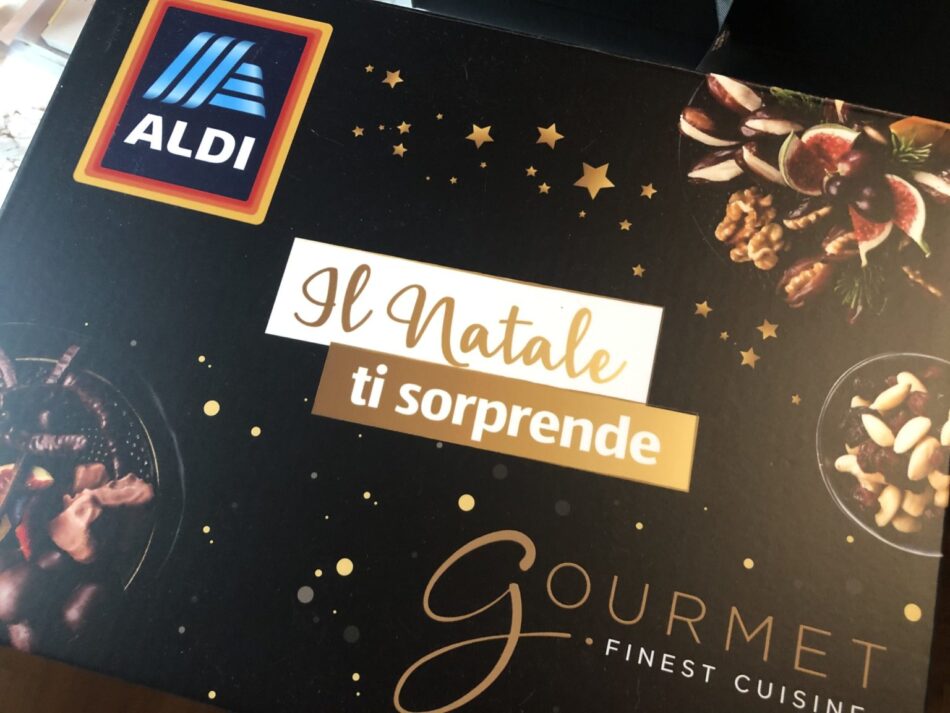 ALDI
Il Natale
ti sorprende
GOURMET
FINEST CUISINE